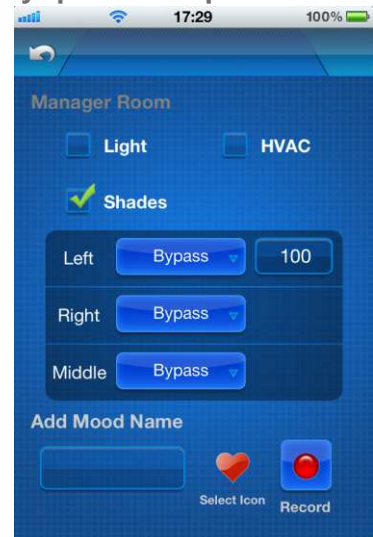 17:29 100%
Manager Room
Light HVAC
Shades
Left Bypass 100
Right Bypass
Middle Bypass
Add Mood Name
Select Icon Record